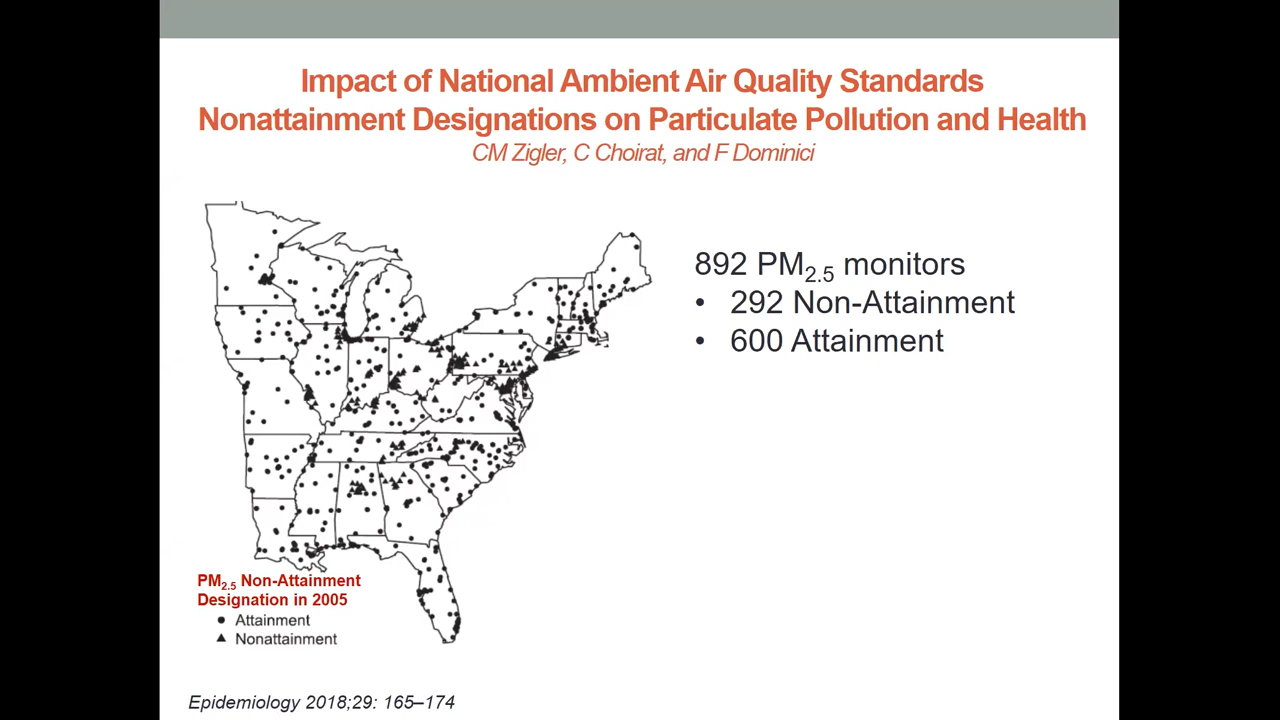 Impact of National Ambient Air Quality Standards
Nonattainment Designations on Particulate Pollution and Health
CM Zigler, C Choirat, and F Dominici
892 PM2.5 monitors
• 292 Non-Attainment
• 600 Attainment
PM2.5 Non-Attainment
Designation in 2005
● Attainment
▲ Nonattainment
Epidemiology 2018;29: 165–174